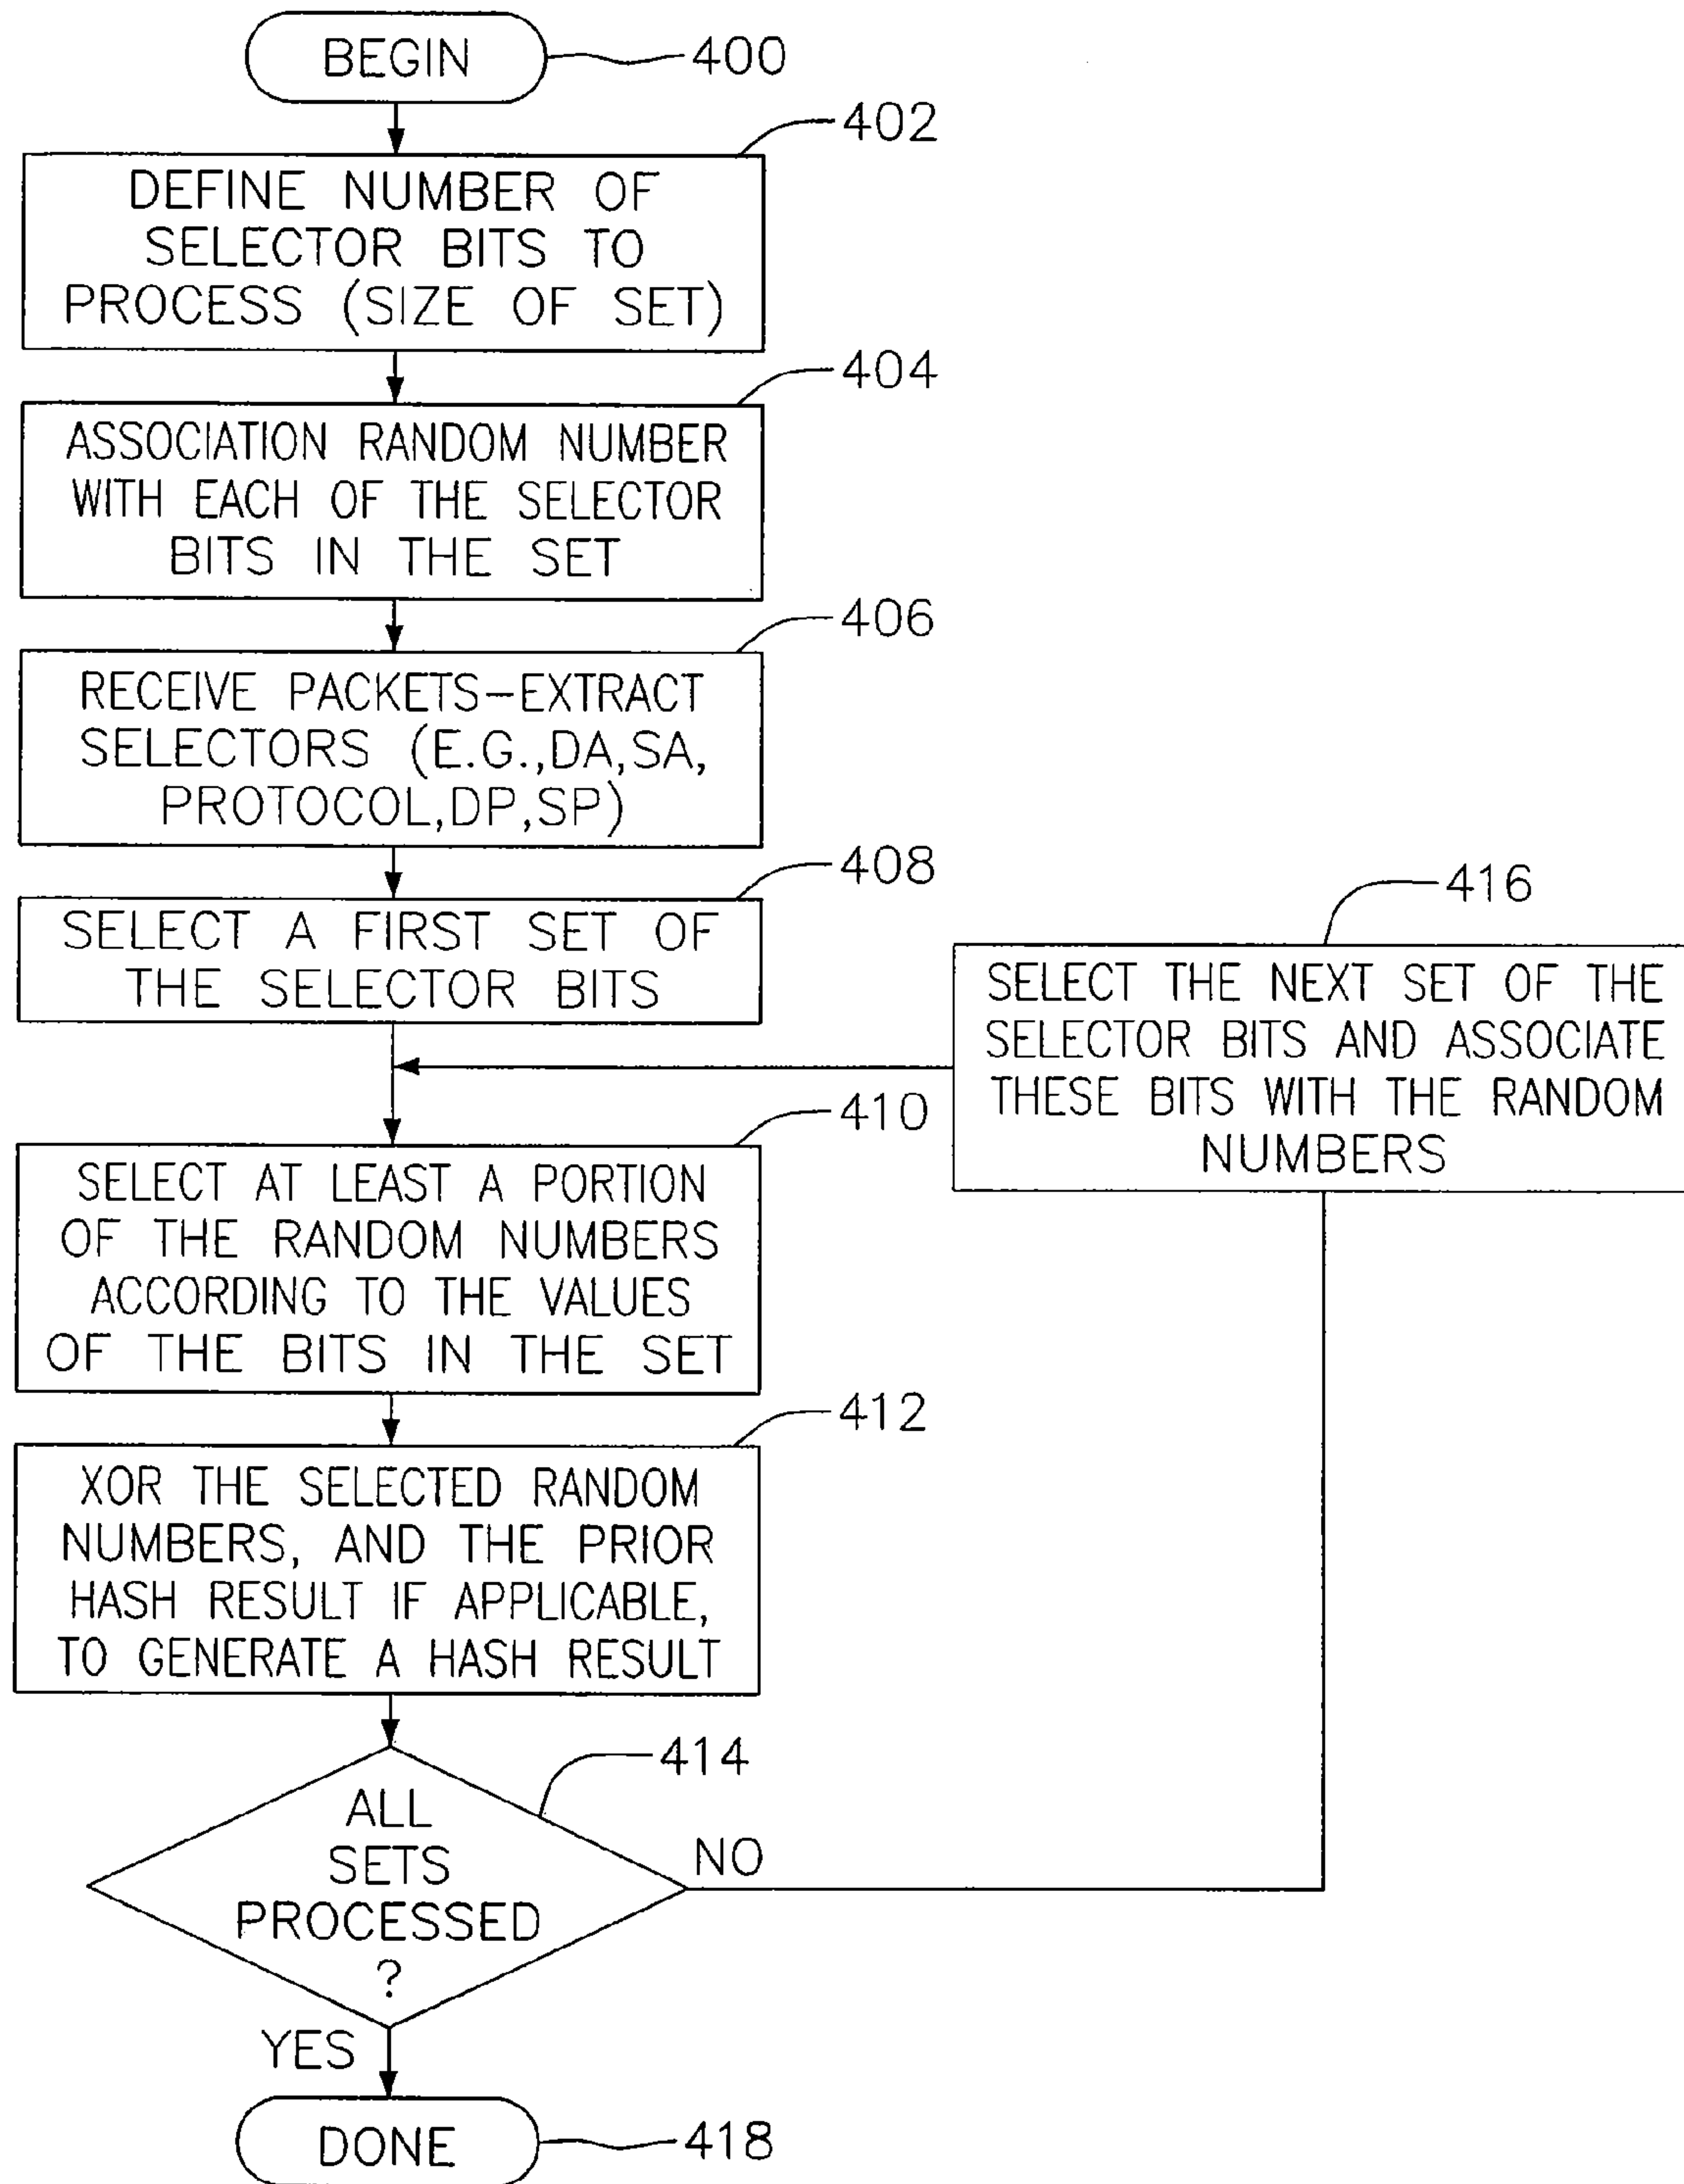 BEGIN
400
402
DEFINE NUMBER OF
SELECTOR BITS TO
PROCESS (SIZE OF SET)
404
ASSOCIATION RANDOM NUMBER
WITH EACH OF THE SELECTOR
BITS IN THE SET
406
RECEIVE PACKETS-EXTRACT
SELECTORS (E.G.,DA,SA,
PROTOCOL,DP,SP)
408
SELECT A FIRST SET OF
THE SELECTOR BITS
416
SELECT THE NEXT SET OF THE
SELECTOR BITS AND ASSOCIATE
THESE BITS WITH THE RANDOM
NUMBERS
410
SELECT AT LEAST A PORTION
OF THE RANDOM NUMBERS
ACCORDING TO THE VALUES
OF THE BITS IN THE SET
412
XOR THE SELECTED RANDOM
NUMBERS, AND THE PRIOR
HASH RESULT IF APPLICABLE,
TO GENERATE A HASH RESULT
414
ALL
SETS
PROCESSED
?
NO
YES
DONE
418